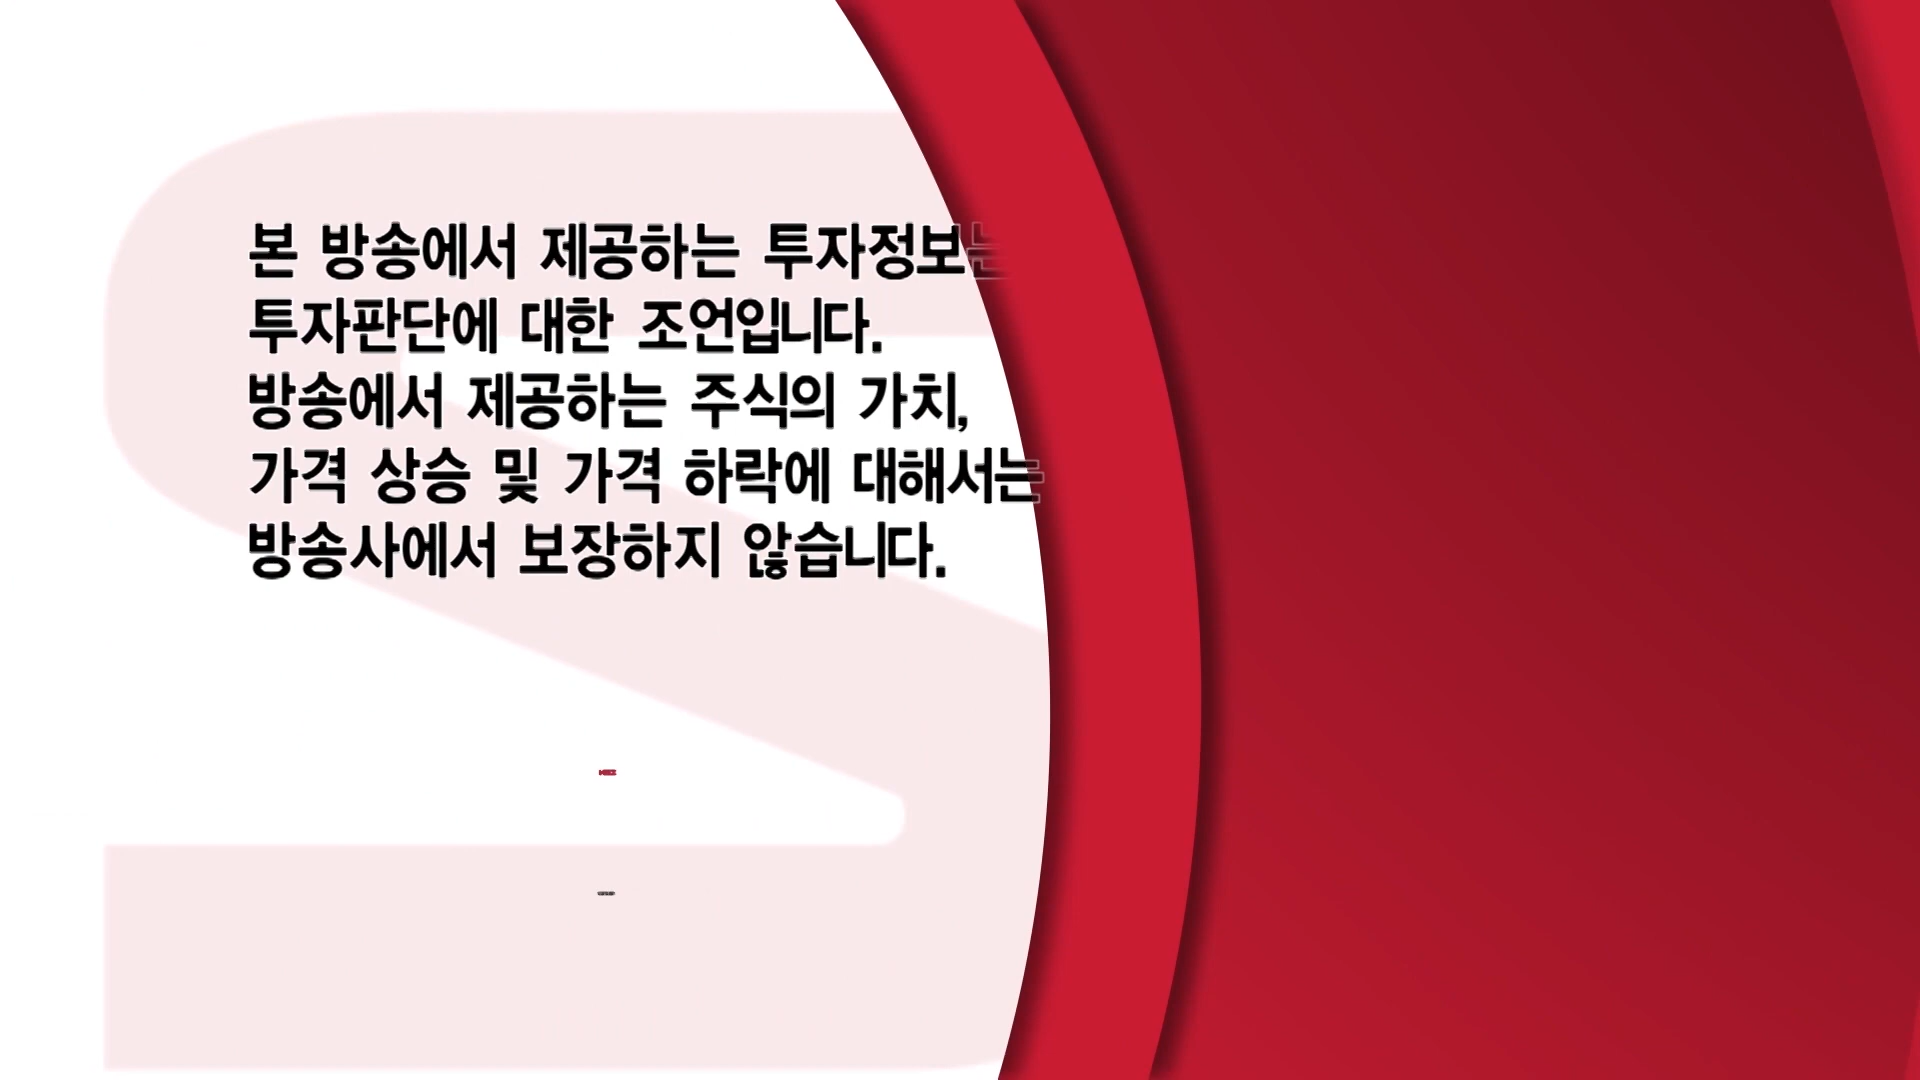 본 방송에서 제공하는 투자정보는
투자판단에 대한 조언입니다.
방송에서 제공하는 주식의 가치,
가격 상승 및 가격 하락에 대해서는
방송사에서 보장하지 않습니다.